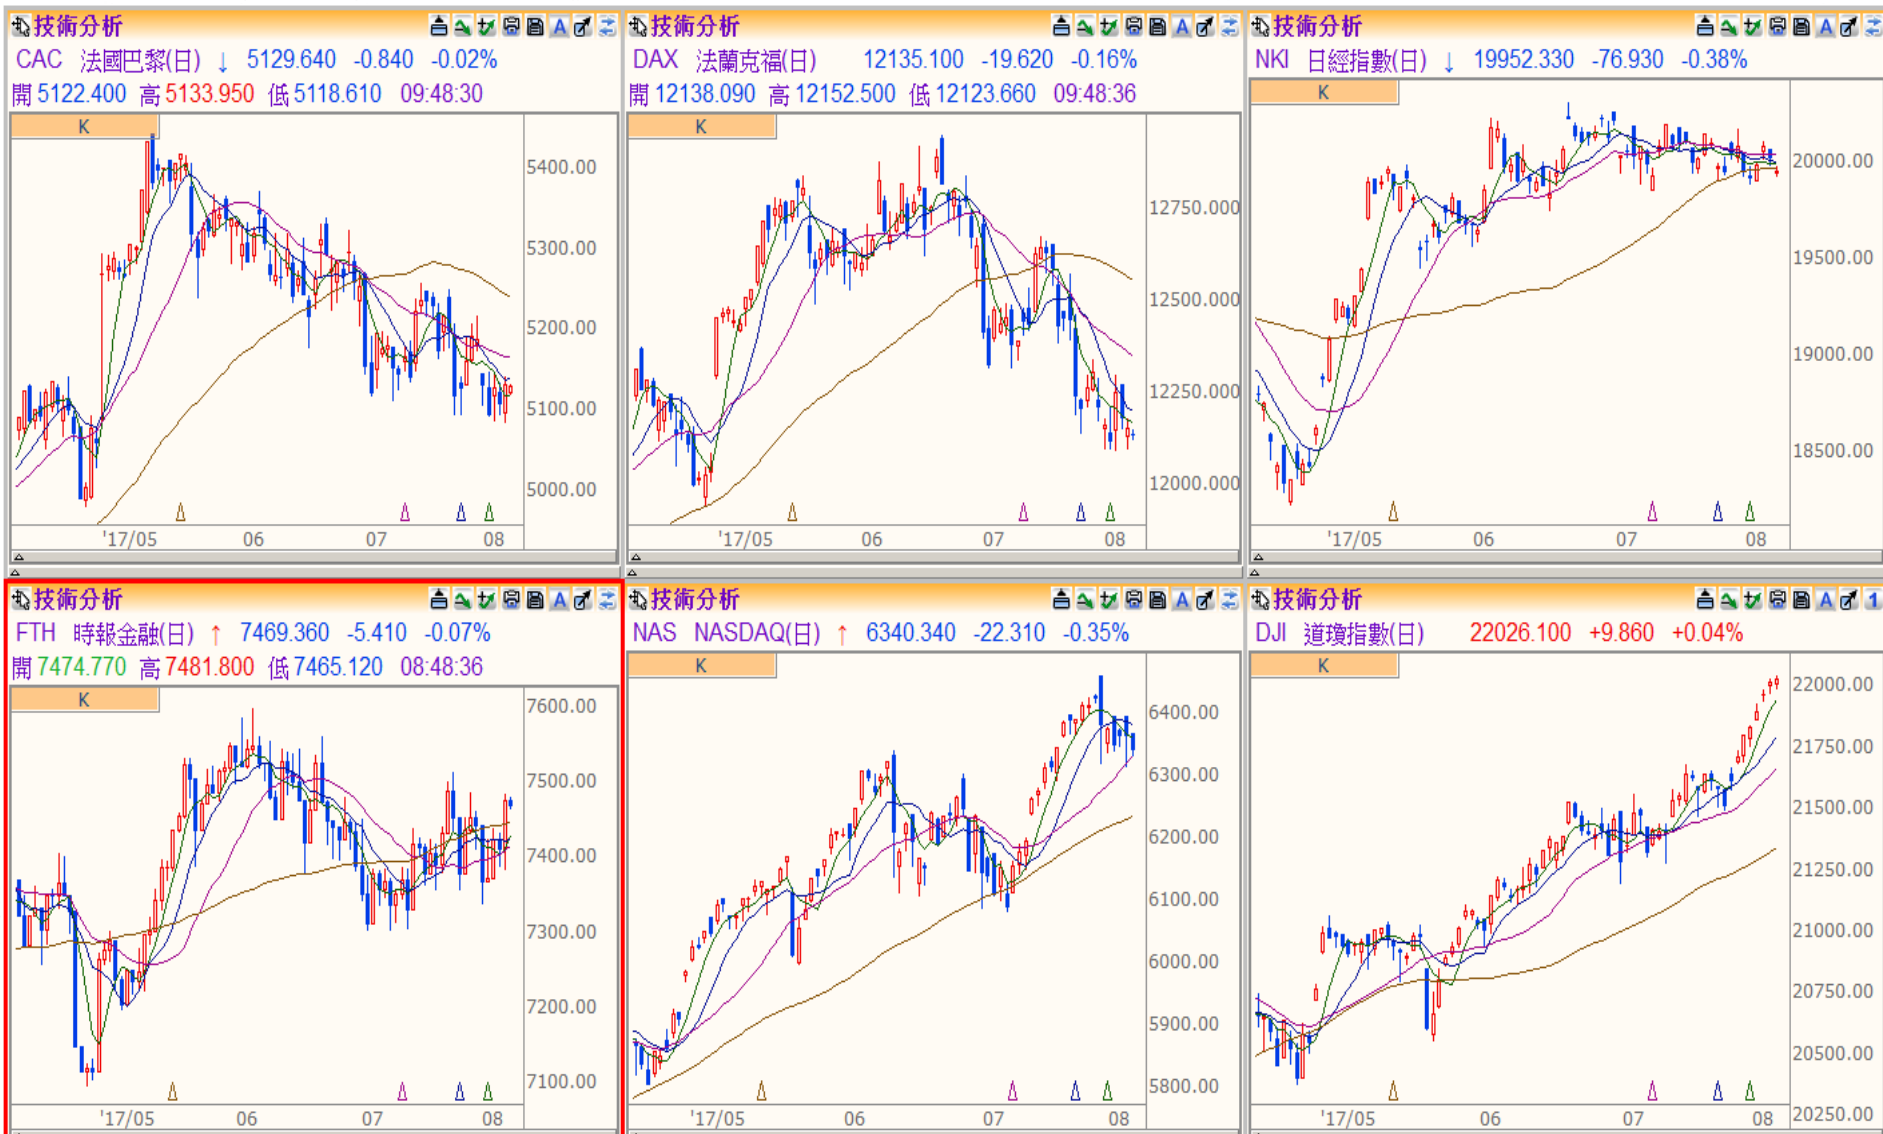 技術分析
CAC 法國巴黎(日) ↓ 5129.640 -0.840 -0.02%
開 5122.400 高 5133.950 低 5118.610 09:48:30
K
5400.00
5300.00
5200.00
5100.00
5000.00
'17/05 06 07 08
技術分析
DAX 法蘭克福(日) 12135.100 -19.620 -0.16%
開 12138.090 高 12152.500 低 12123.660 09:48:36
K
12750.000
12500.000
12250.000
12000.000
'17/05 06 07 08
技術分析
NKI 日經指數(日) ↓ 19952.330 -76.930 -0.38%
K
20000.00
19500.00
19000.00
18500.00
'17/05 06 07 08
技術分析
FTH 時報金融(日) ↑ 7469.360 -5.410 -0.07%
開 7474.770 高 7481.800 低 7465.120 08:48:36
K
7600.00
7500.00
7400.00
7300.00
7200.00
7100.00
'17/05 06 07 08
技術分析
NAS NASDAQ(日) ↑ 6340.340 -22.310 -0.35%
K
6400.00
6300.00
6200.00
6100.00
6000.00
5900.00
5800.00
'17/05 06 07 08
技術分析
DJI 道瓊指數(日) 22026.100 +9.860 +0.04%
K
22000.00
21750.00
21500.00
21250.00
21000.00
20750.00
20500.00
20250.00
'17/05 06 07 08